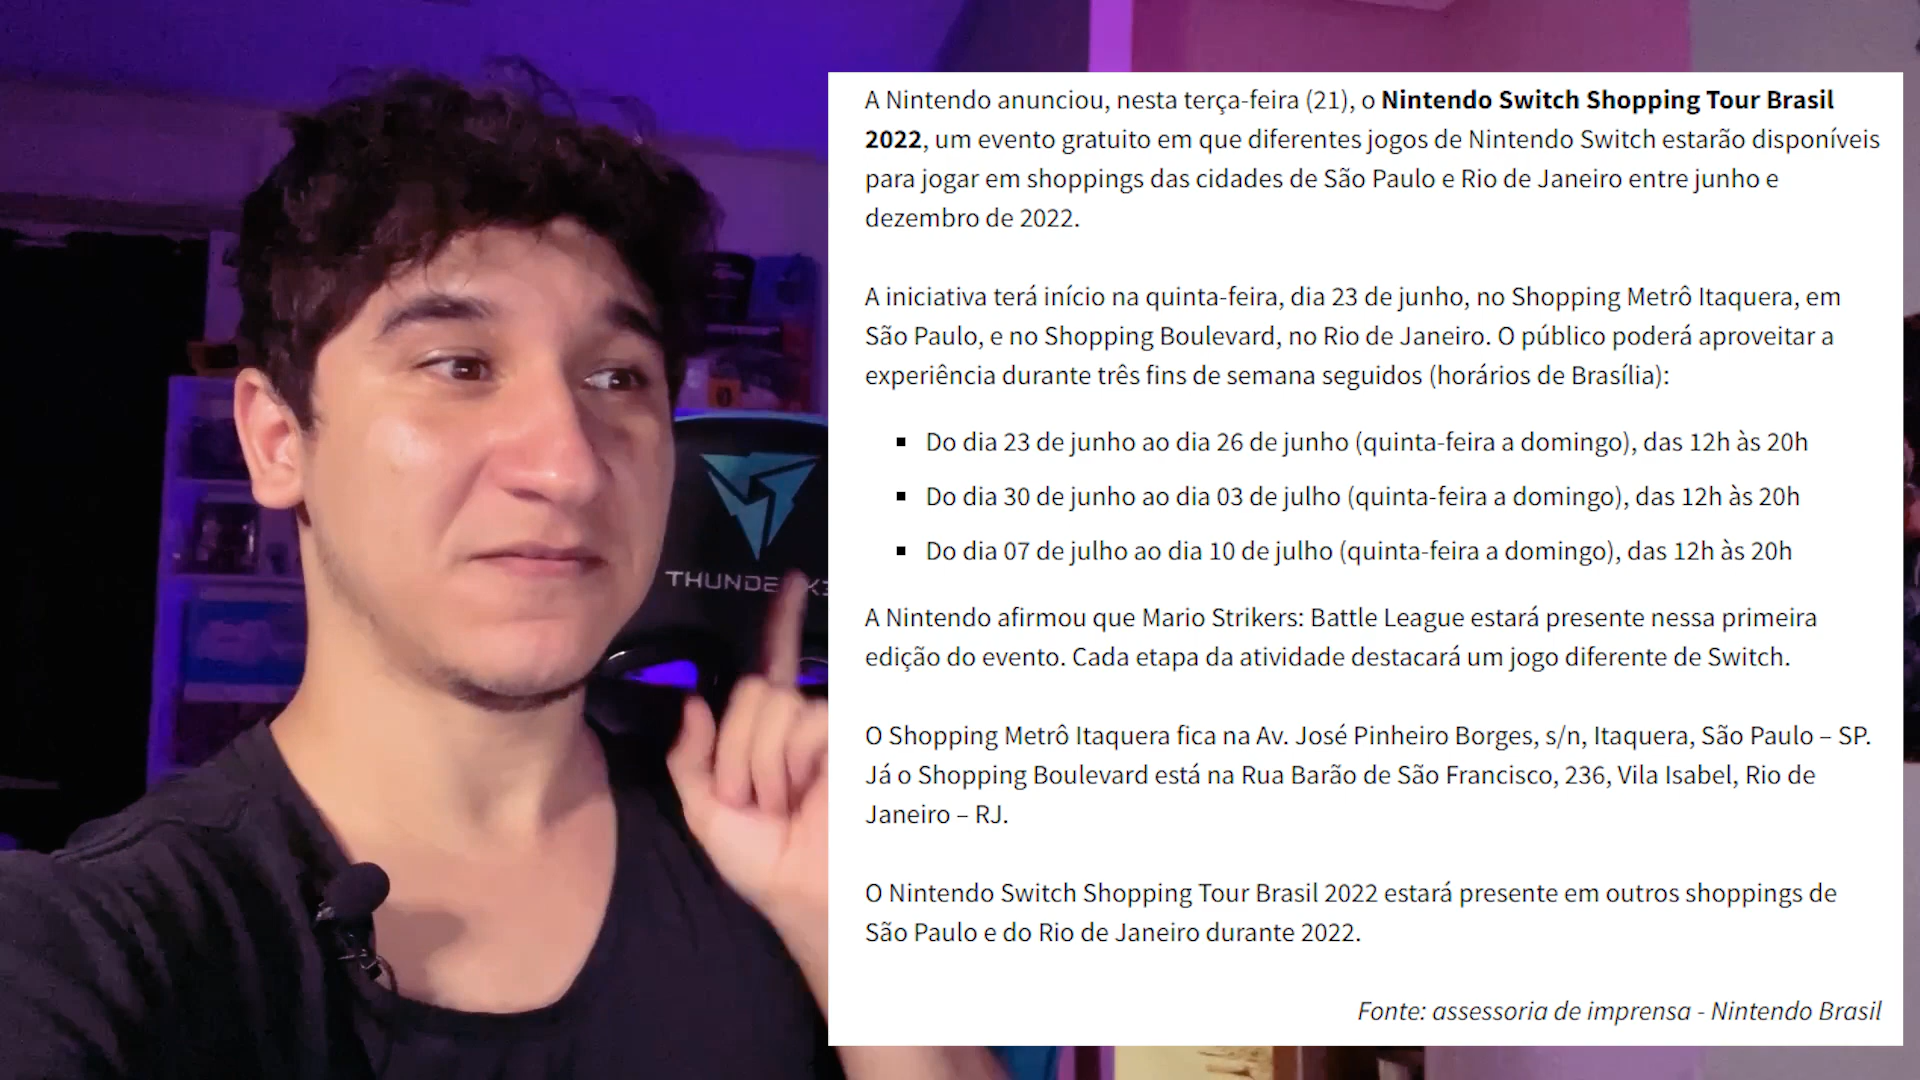 A Nintendo anunciou, nesta terça-feira (21), o Nintendo Switch Shopping Tour Brasil
2022, um evento gratuito em que diferentes jogos de Nintendo Switch estarão disponíveis
para jogar em shoppings das cidades de São Paulo e Rio de Janeiro entre junho e
dezembro de 2022.
A iniciativa terá início na quinta-feira, dia 23 de junho, no Shopping Metrô Itaquera, em
São Paulo, e no Shopping Boulevard, no Rio de Janeiro. O público poderá aproveitar a
experiência durante três fins de semana seguidos (horários de Brasília):
▪ Do dia 23 de junho ao dia 26 de junho (quinta-feira a domingo), das 12h às 20h
▪ Do dia 30 de junho ao dia 03 de julho (quinta-feira a domingo), das 12h às 20h
▪ Do dia 07 de julho ao dia 10 de julho (quinta-feira a domingo), das 12h às 20h
A Nintendo afirmou que Mario Strikers: Battle League estará presente nessa primeira
edição do evento. Cada etapa da atividade destacará um jogo diferente de Switch.
O Shopping Metrô Itaquera fica na Av. José Pinheiro Borges, s/n, Itaquera, São Paulo – SP.
Já o Shopping Boulevard está na Rua Barão de São Francisco, 236, Vila Isabel, Rio de
Janeiro – RJ.
O Nintendo Switch Shopping Tour Brasil 2022 estará presente em outros shoppings de
São Paulo e do Rio de Janeiro durante 2022.
Fonte: assessoria de imprensa - Nintendo Brasil